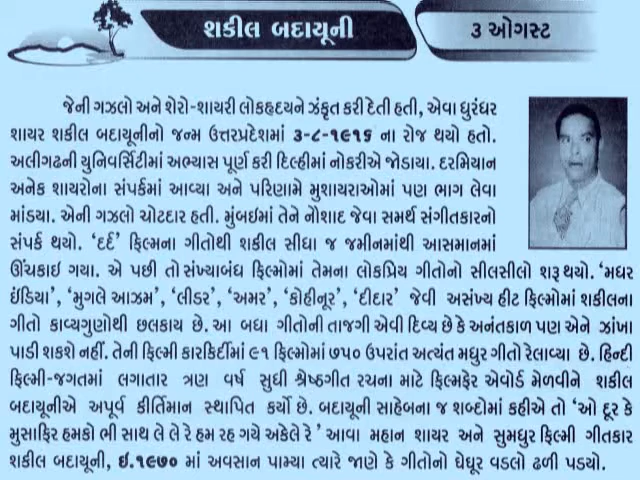 શકીલ બદાયૂની
૩ ઓગસ્ટ
જેની ગઝલો અને શેરો-શાયરી લોકહૃદયને ઝંકૃત કરી દેતી હતી, એવા ધુરંધર
શાયર શકીલ બદાયૂનીનો જન્મ ઉત્તરપ્રદેશમાં ૩-૮-૧૯૧૬ ના રોજ થયો હતો.
અલીગઢની યુનિવર્સિટીમાં અભ્યાસ પૂર્ણ કરી દિલ્હીમાં નોકરીએ જોડાયા. દરમિયાન
અનેક શાયરોના સંપર્કમાં આવ્યા અને પરિણામે મુશાયરાઓમાં પણ ભાગ લેવા
માંડયા. એની ગઝલો ચોટદાર હતી. મુંબઈમાં તેને નૌશાદ જેવા સમર્થ સંગીતકારનો
સંપર્ક થયો. ‘દર્દ’ ફિલ્મના ગીતોથી શકીલ સીધા જ જમીનમાંથી આસમાનમાં
ઊંચકાઇ ગયા. એ પછી તો સંખ્યાબંધ ફિલ્મોમાં તેમના લોકપ્રિય ગીતોનો સીલસીલો શરૂ થયો. ‘મધર
ઈંડિયા’, ‘મુગલે આઝમ’, ‘લીડર’, ‘અમર’, ‘કોહીનૂર’, ‘દીદાર’ જેવી અસંખ્ય હીટ ફિલ્મોમાં શકીલના
ગીતો કાવ્યગુણોથી છલકાય છે. આ બધા ગીતોની તાજગી એવી દિવ્ય છે કે અનંતકાળ પણ એને ઝાંખા
પાડી શકશે નહીં. તેની ફિલ્મી કારકિર્દીમાં ૯૧ ફિલ્મોમાં ૭૫૦ ઉપરાંત અત્યંત મધુર ગીતો રેલાવ્યા છે. હિન્દી
ફિલ્મી-જગતમાં લગાતાર ત્રણ વર્ષ સુધી શ્રેષ્ઠગીત રચના માટે ફિલ્મફેર એવોર્ડ મેળવીને શકીલ
બદાયૂનીએ અપૂર્વ કીર્તિમાન સ્થાપિત કર્યો છે. બદાયૂની સાહેબના જ શબ્દોમાં કહીએ તો ‘ઓ દૂર કે
મુસાફિર હમકો ભી સાથ લે લે રે હમ રહ ગયે અકેલે રે ’ આવા મહાન શાયર અને સુમધુર ફિલ્મી ગીતકાર
શકીલ બદાયૂની, ઇ.૧૯૭૦ માં અવસાન પામ્યા ત્યારે જાણે કે ગીતોનો ઘેઘૂર વડલો ઢળી પડયો.